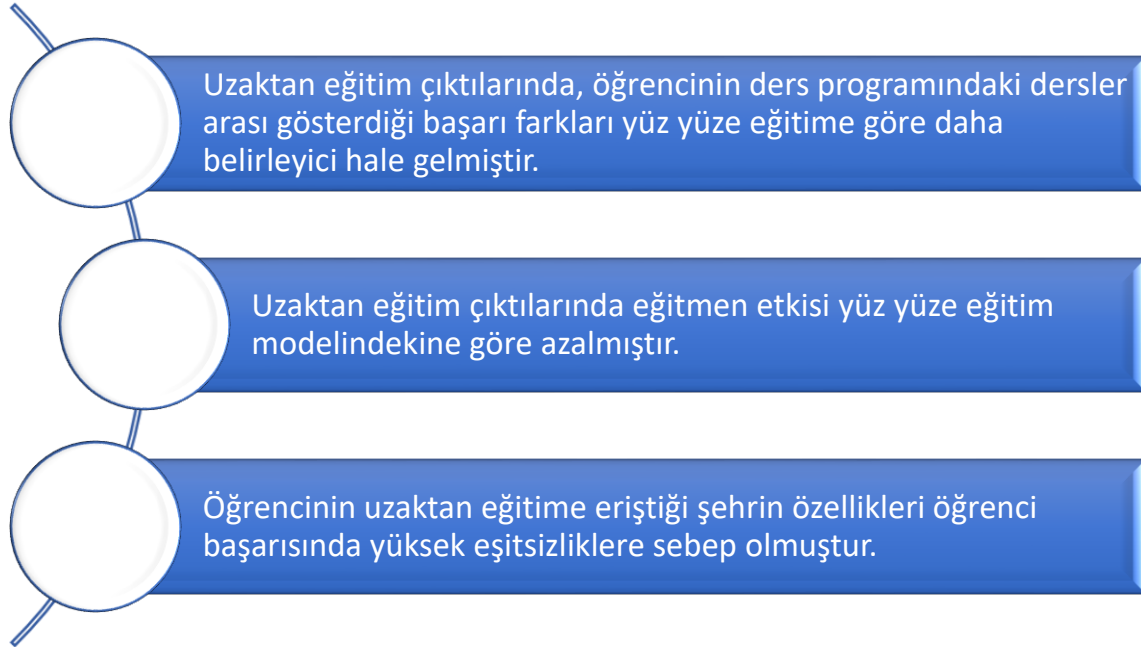 Uzaktan eğitim çıktılarında, öğrencinin ders programındaki dersler
arası gösterdiği başarı farkları yüz yüze eğitime göre daha
belirleyici hale gelmiştir.
Uzaktan eğitim çıktılarında eğitmen etkisi yüz yüze eğitim
modelindekine göre azalmıştır.
Öğrencinin uzaktan eğitime eriştiği şehrin özellikleri öğrenci
başarısında yüksek eşitsizliklere sebep olmuştur.